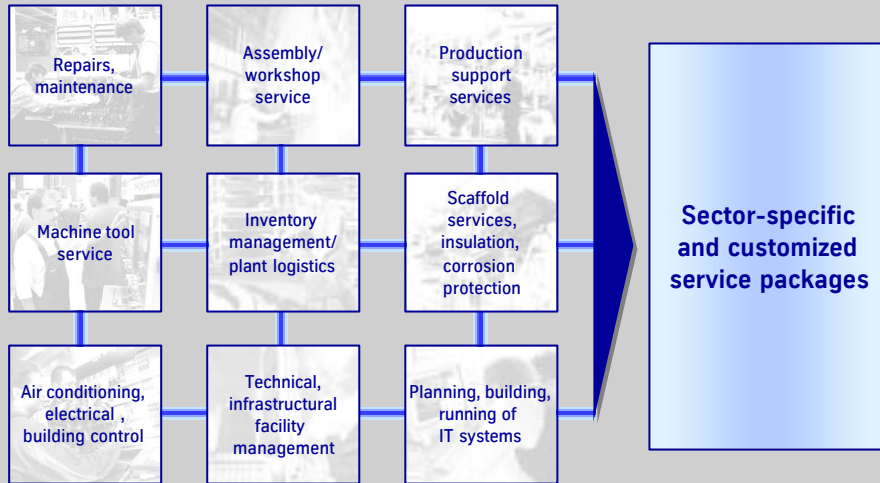 Repairs,
maintenance
Assembly/
workshop
service
Production
support
services
Machine tool
service
Inventory
management/
plant logistics
Scaffold
services,
insulation,
corrosion
protection
Air conditioning,
electrical ,
building control
Technical,
infrastructural
facility
management
Planning, building,
running of
IT systems
Sector-specific
and customized
service packages